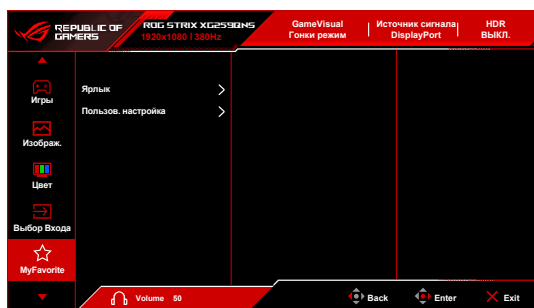 REPUBLIC OF
GAMERS
ROG STRIX XG259QNS
1920x1080 | 380Hz
GameVisual
Гонки режим
Источник сигнала
DisplayPort
HDR
ВЫКЛ.
Игры
Изображ.
Цвет
Выбор Входа
MyFavorite
Ярлык
Пользов. настройка
Volume 50
Back
Enter
Exit